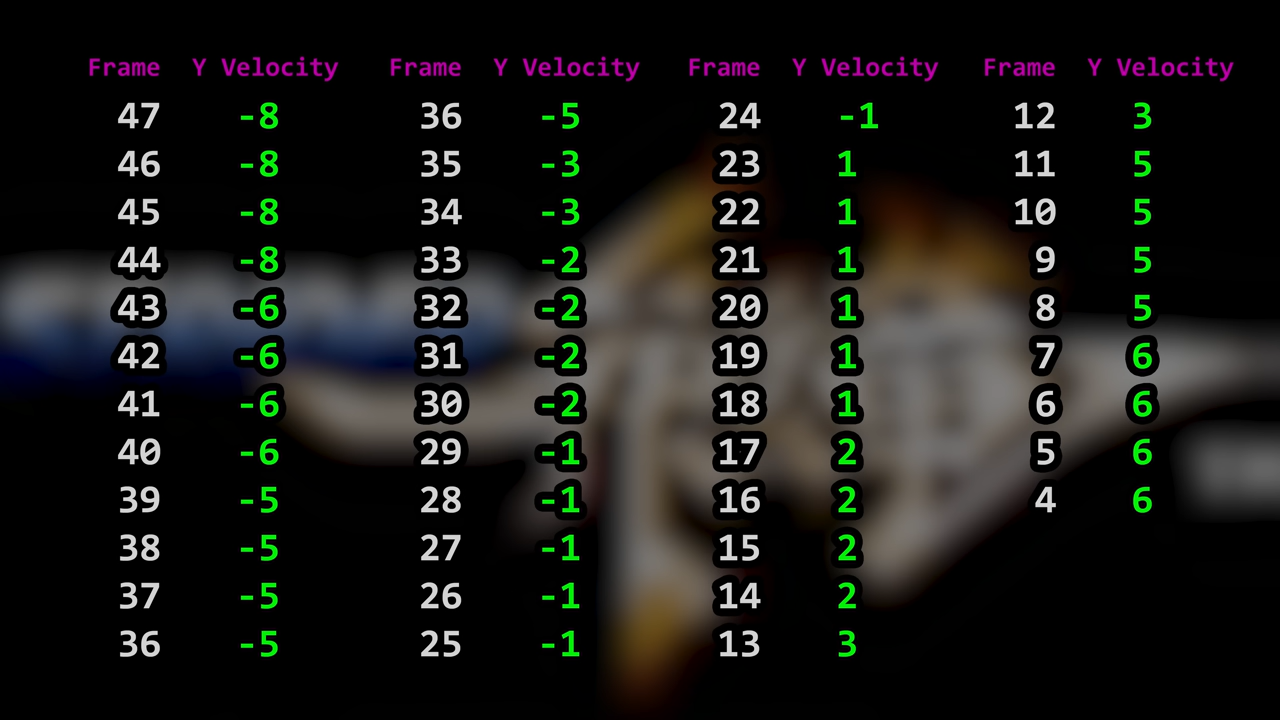 Frame Y Velocity Frame Y Velocity Frame Y Velocity Frame Y Velocity
47 -8 36 -5 24 -1 12 3
46 -8 35 -3 23 1 11 5
45 -8 34 -3 22 1 10 5
44 -8 33 -2 21 1 9 5
43 -6 32 -2 20 1 8 5
42 -6 31 -2 19 1 7 6
41 -6 30 -2 18 1 6 6
40 -6 29 -1 17 2 5 6
39 -5 28 -1 16 2 4 6
38 -5 27 -1 15 2
37 -5 26 -1 14 2
36 -5 25 -1 13 3